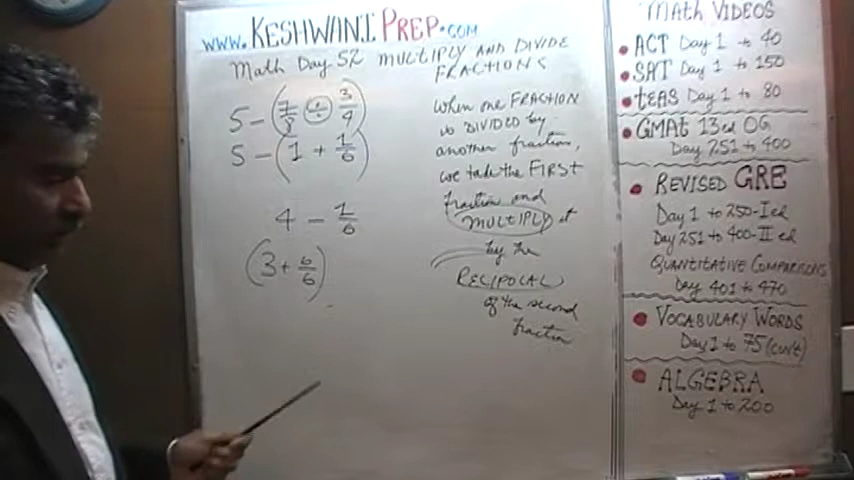 www.KESHWANI PREP.COM
Math Day 52 MULTIPLY AND DIVIDE
FRACTIONS
5 - (7/8 ÷ 3/4)
5 - (1 + 1/6)
4 - 1/6
(3 + 6/6)
When one FRACTION
is DIVIDED by
another fraction,
we take the FIRST
fraction and
MULTIPLY it
by the
RECIPOCAL
of the second
fraction
MATH VIDEOS
ACT Day 1 to 40
SAT Day 1 to 150
tEAS Day 1 to 80
GMAt 13ed OG
Day 251 to 400
REVISED GRE
Day 1 to 250-I ed
Day 251 to 400-II ed
QUANTITATIVE COMPARISONS
Day 401 to 470
VOCABULARY WORDS
Day 1 to 75 (cnt)
ALGEBRA
Day 1 to 200